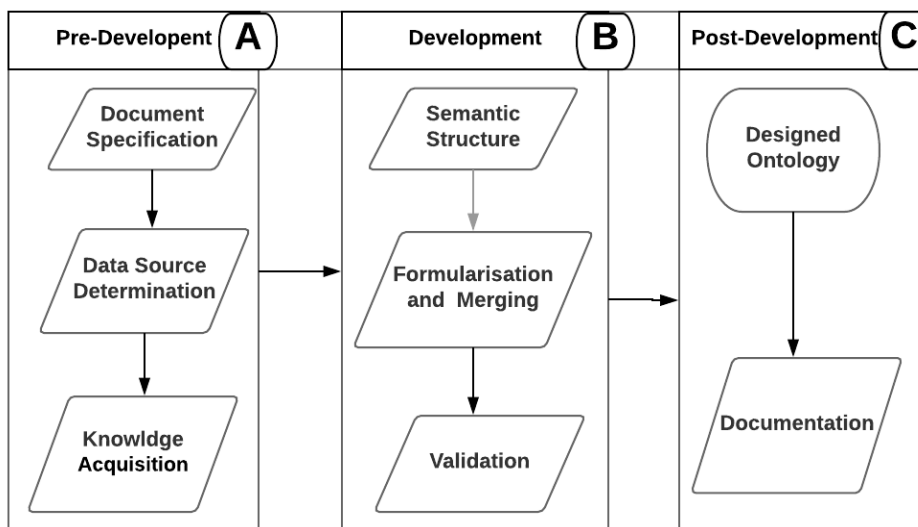 Pre-Developent A
Document
Specification
Data Source
Determination
Knowldge
Acquisition
Development B
Semantic
Structure
Formularisation
and Merging
Validation
Post-Development C
Designed
Ontology
Documentation